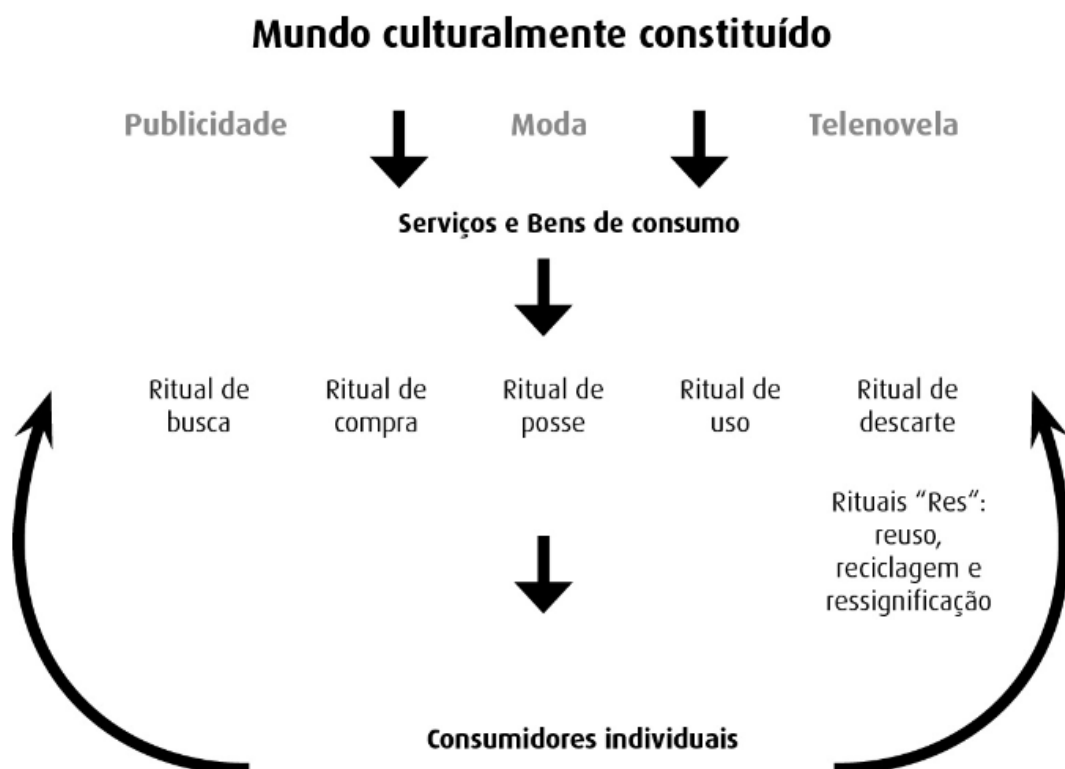 Mundo culturalmente constituído
Publicidade
Moda
Telenovela
Serviços e Bens de consumo
Ritual de
busca
Ritual de
compra
Ritual de
posse
Ritual de
uso
Ritual de
descarte
Rituais “Res“:
reuso,
reciclagem e
ressignificação
Consumidores individuais